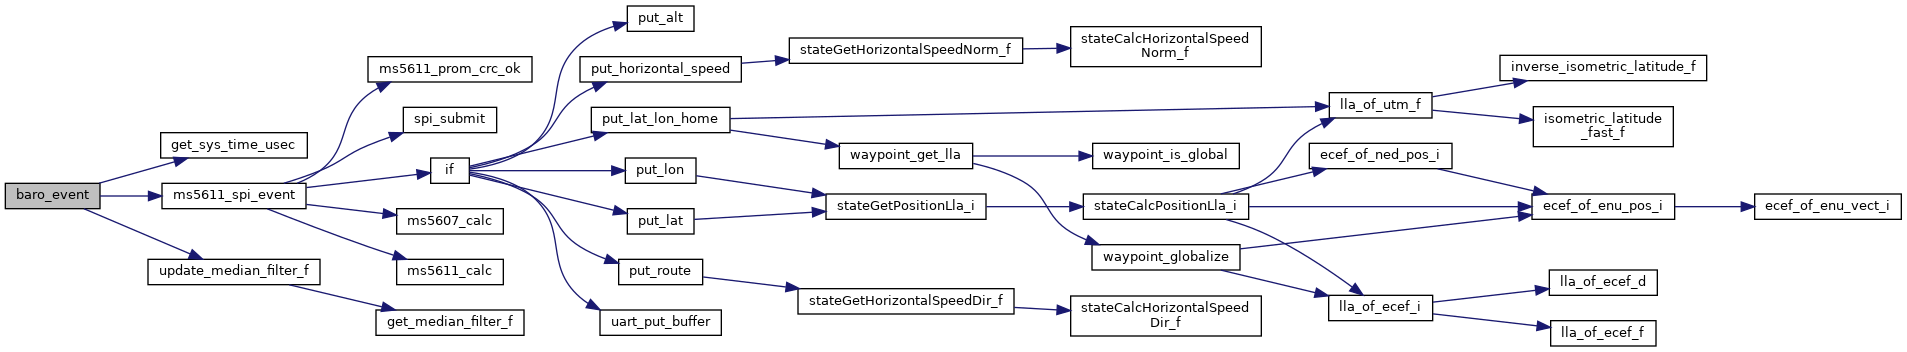 baro_event
get_sys_time_usec
ms5611_spi_event
update_median_filter_f
ms5611_prom_crc_ok
spi_submit
if
ms5607_calc
ms5611_calc
get_median_filter_f
put_alt
put_horizontal_speed
put_lat_lon_home
put_lon
put_lat
put_route
uart_put_buffer
stateGetHorizontalSpeedNorm_f
waypoint_get_lla
stateGetPositionLla_i
stateGetHorizontalSpeedDir_f
stateCalcHorizontalSpeed
Norm_f
waypoint_is_global
stateCalcPositionLla_i
waypoint_globalize
stateCalcHorizontalSpeed
Dir_f
lla_of_utm_f
ecef_of_ned_pos_i
lla_of_ecef_i
inverse_isometric_latitude_f
isometric_latitude
_fast_f
ecef_of_enu_pos_i
lla_of_ecef_d
lla_of_ecef_f
ecef_of_enu_vect_i